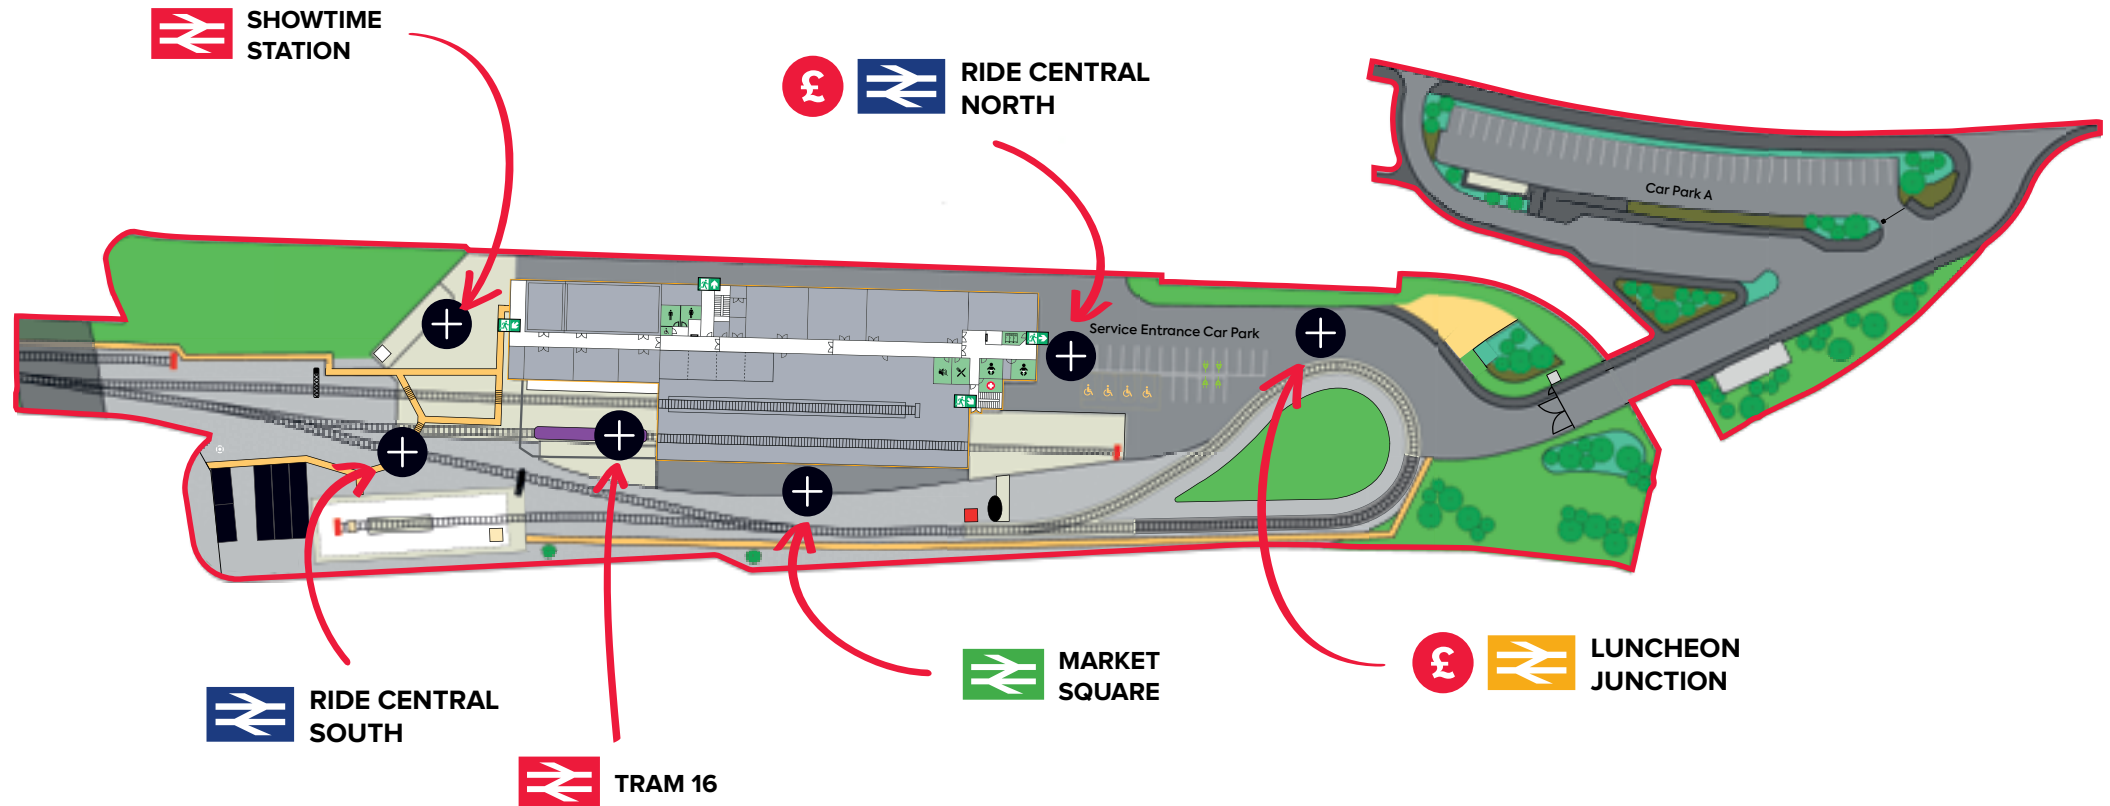 SHOWTIME
STATION
£
RIDE CENTRAL
NORTH
Car Park A
Service Entrance Car Park
RIDE CENTRAL
SOUTH
TRAM 16
MARKET
SQUARE
£
LUNCHEON
JUNCTION